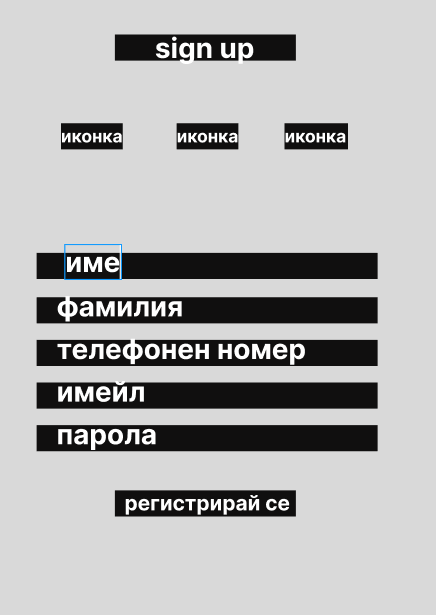 sign up
иконка иконка иконка
име
фамилия
телефонен номер
имейл
парола
регистрирай се